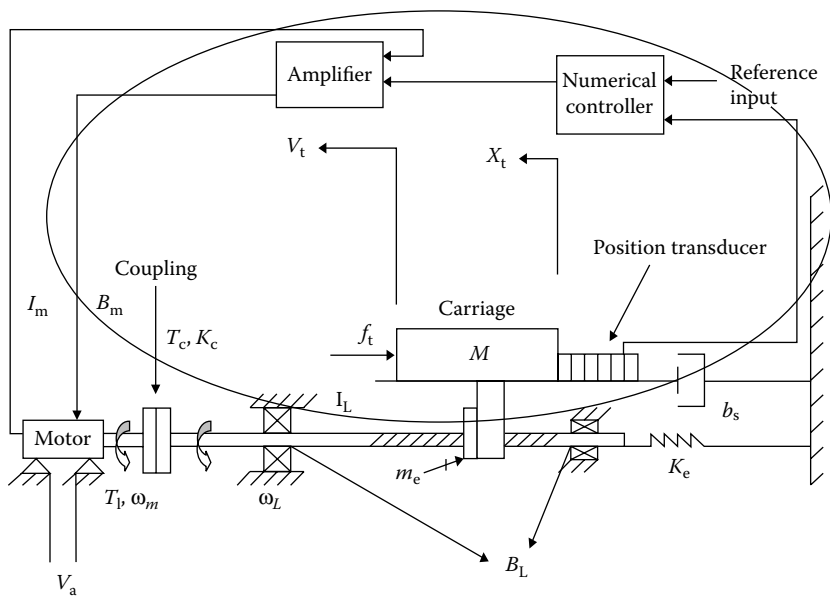 Amplifier
Numerical
controller
Reference
input
V_t
X_t
Position transducer
Coupling
Carriage
I_m
B_m
T_c, K_c
f_t
M
I_L
b_s
Motor
m_e
K_e
T_l, ω_m
ω_L
B_L
V_a